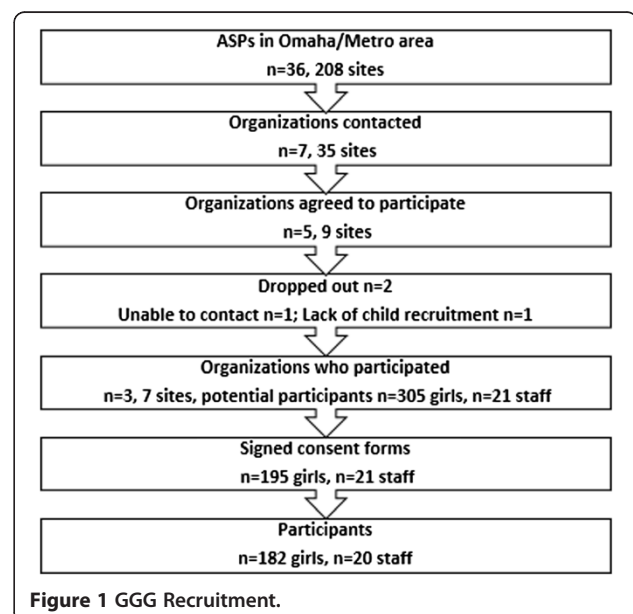 ASPs in Omaha/Metro area
n=36, 208 sites
Organizations contacted
n=7, 35 sites
Organizations agreed to participate
n=5, 9 sites
Dropped out n=2
Unable to contact n=1; Lack of child recruitment n=1
Organizations who participated
n=3, 7 sites, potential participants n=305 girls, n=21 staff
Signed consent forms
n=195 girls, n=21 staff
Participants
n=182 girls, n=20 staff
Figure 1 GGG Recruitment.